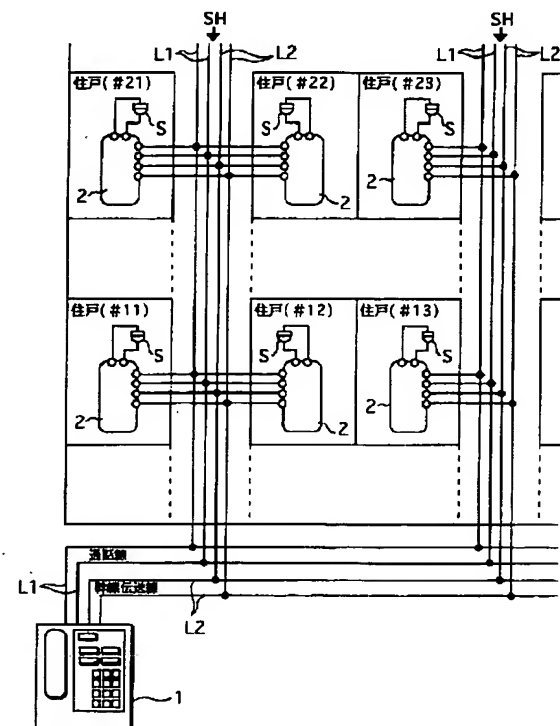 SH SH
L1 L2 L1 L2
住戸(#21) 住戸(#22) 住戸(#23)
S S S
2 2 2
住戸(#11) 住戸(#12) 住戸(#13)
S S S
2 2 2
通話線
L1 幹線伝送線
L2
1